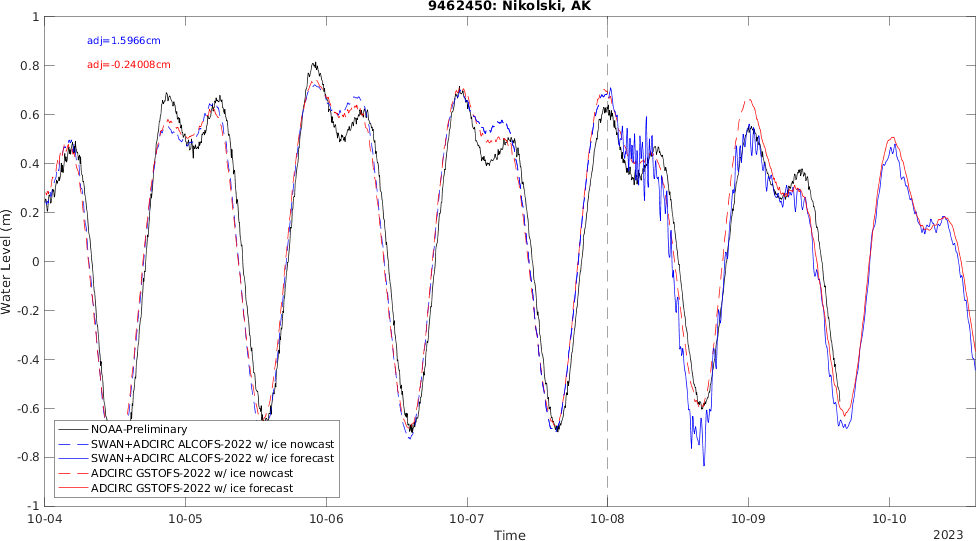 9462450: Nikolski, AK
adj=1.5966cm
adj=-0.24008cm
1
0.8
0.6
0.4
0.2
0
-0.2
-0.4
-0.6
-0.8
-1
Water Level (m)
NOAA-Preliminary
SWAN+ADCIRC ALCOFS-2022 w/ ice nowcast
SWAN+ADCIRC ALCOFS-2022 w/ ice forecast
ADCIRC GSTOFS-2022 w/ ice nowcast
ADCIRC GSTOFS-2022 w/ ice forecast
10-04 10-05 10-06 10-07 10-08 10-09 10-10
Time
2023